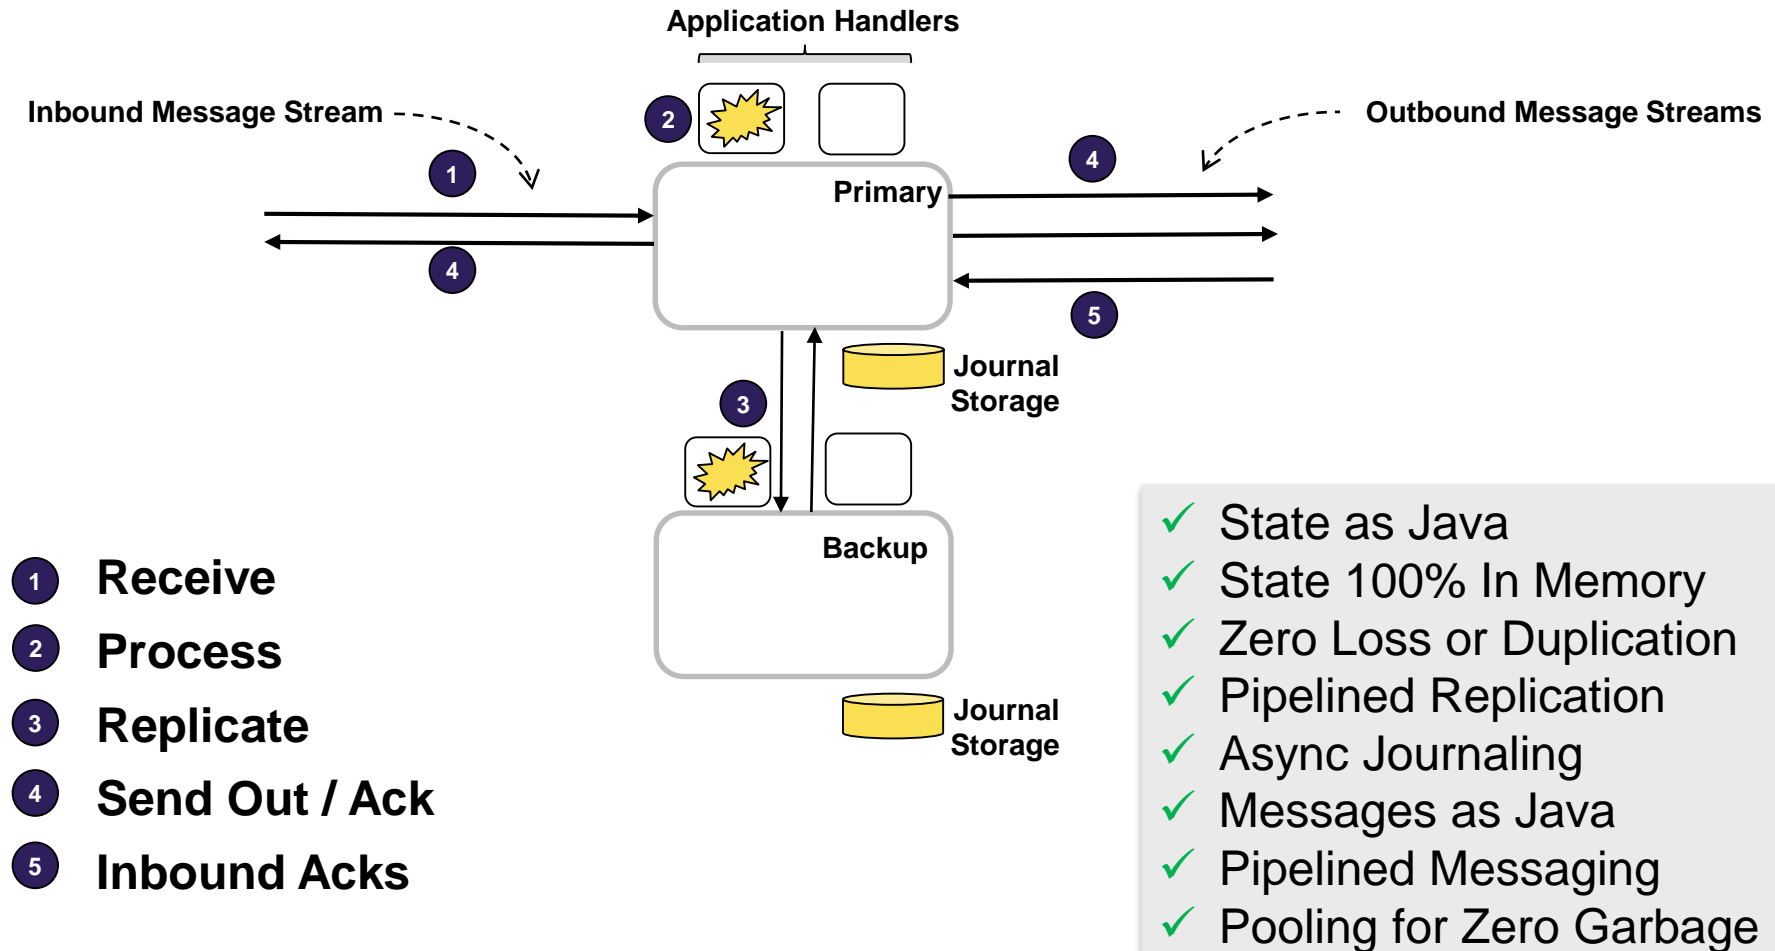 Application Handlers
Inbound Message Stream
2
Outbound Message Streams
1
4
Primary
4
5
Journal
Storage
3
Backup
Journal
Storage
1 Receive
2 Process
3 Replicate
4 Send Out / Ack
5 Inbound Acks
✓ State as Java
✓ State 100% In Memory
✓ Zero Loss or Duplication
✓ Pipelined Replication
✓ Async Journaling
✓ Messages as Java
✓ Pipelined Messaging
✓ Pooling for Zero Garbage